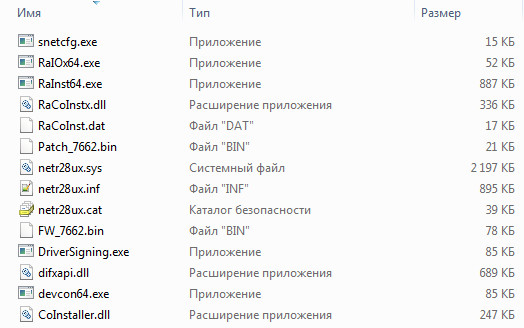 Имя Тип Размер
snetcfg.exe Приложение 15 КБ
RaIOx64.exe Приложение 52 КБ
RaInst64.exe Приложение 887 КБ
RaCoInstx.dll Расширение приложения 336 КБ
RaCoInst.dat Файл "DAT" 17 КБ
Patch_7662.bin Файл "BIN" 21 КБ
netr28ux.sys Системный файл 2 197 КБ
netr28ux.inf Файл "INF" 895 КБ
netr28ux.cat Каталог безопасности 39 КБ
FW_7662.bin Файл "BIN" 78 КБ
DriverSigning.exe Приложение 85 КБ
difxapi.dll Расширение приложения 689 КБ
devcon64.exe Приложение 85 КБ
CoInstaller.dll Расширение приложения 247 КБ